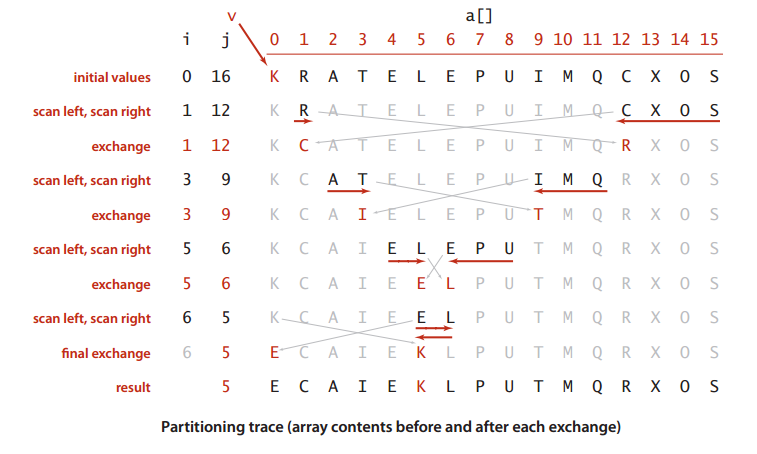 v a[]
i j 0 1 2 3 4 5 6 7 8 9 10 11 12 13 14 15
initial values 0 16 K R A T E L E P U I M Q C X O S
scan left, scan right 1 12 K R A T E L E P U I M Q C X O S
exchange 1 12 K C A T E L E P U I M Q R X O S
scan left, scan right 3 9 K C A T E L E P U I M Q R X O S
exchange 3 9 K C A I E L E P U T M Q R X O S
scan left, scan right 5 6 K C A I E L E P U T M Q R X O S
exchange 5 6 K C A I E E L P U T M Q R X O S
scan left, scan right 6 5 K C A I E E L P U T M Q R X O S
final exchange 6 5 E C A I E K L P U T M Q R X O S
result 5 E C A I E K L P U T M Q R X O S
Partitioning trace (array contents before and after each exchange)